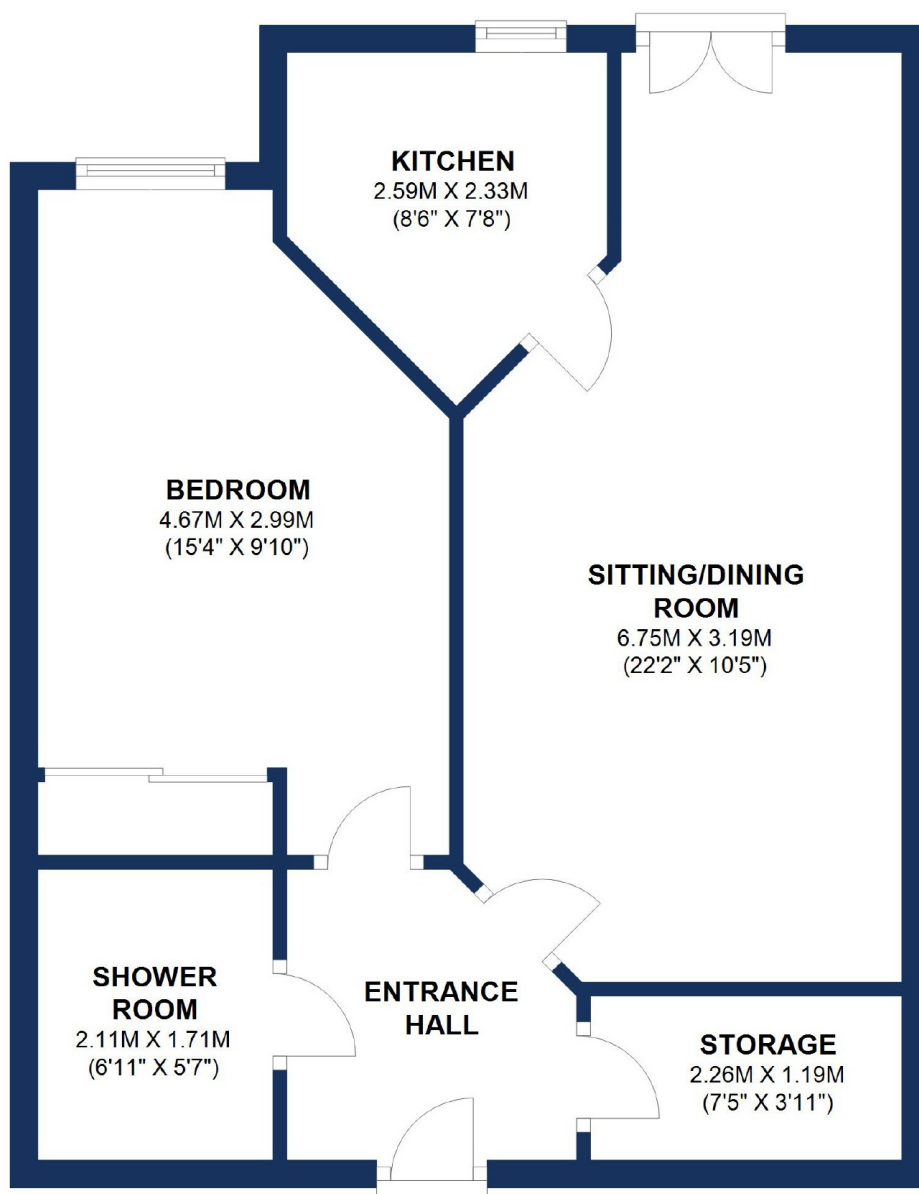 KITCHEN
2.59M X 2.33M
(8'6" X 7'8")
BEDROOM
4.67M X 2.99M
(15'4" X 9'10")
SITTING/DINING
ROOM
6.75M X 3.19M
(22'2" X 10'5")
SHOWER
ROOM
2.11M X 1.71M
(6'11" X 5'7")
ENTRANCE
HALL
STORAGE
2.26M X 1.19M
(7'5" X 3'11")